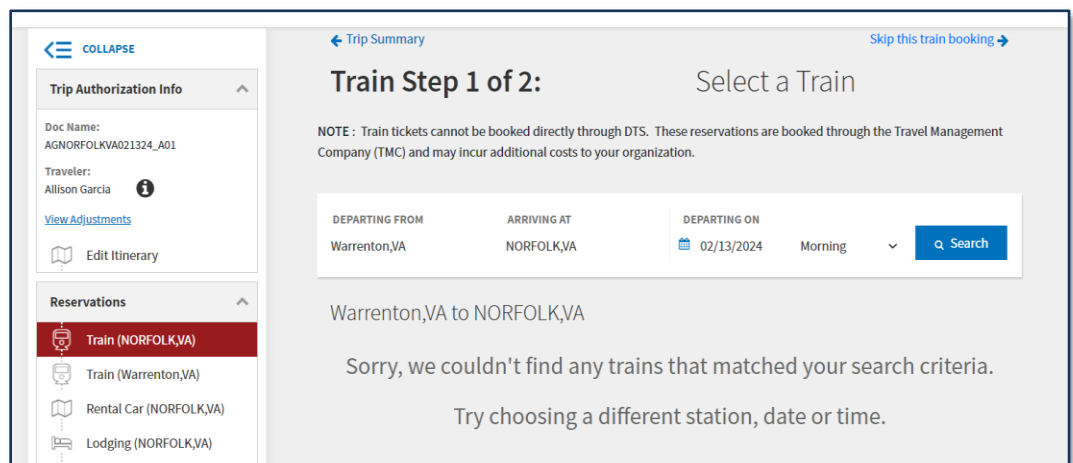 COLLAPSE
Trip Authorization Info
Doc Name:
AGNORFOLKVA021324_A01
Traveler:
Allison Garcia
View Adjustments
Edit Itinerary
Reservations
Train (NORFOLK,VA)
Train (Warrenton,VA)
Rental Car (NORFOLK,VA)
Lodging (NORFOLK,VA)
Trip Summary
Skip this train booking
Train Step 1 of 2:
Select a Train
NOTE : Train tickets cannot be booked directly through DTS. These reservations are booked through the Travel Management
Company (TMC) and may incur additional costs to your organization.
DEPARTING FROM
Warrenton,VA
ARRIVING AT
NORFOLK,VA
DEPARTING ON
02/13/2024
Morning
Search
Warrenton,VA to NORFOLK,VA
Sorry, we couldn't find any trains that matched your search criteria.
Try choosing a different station, date or time.